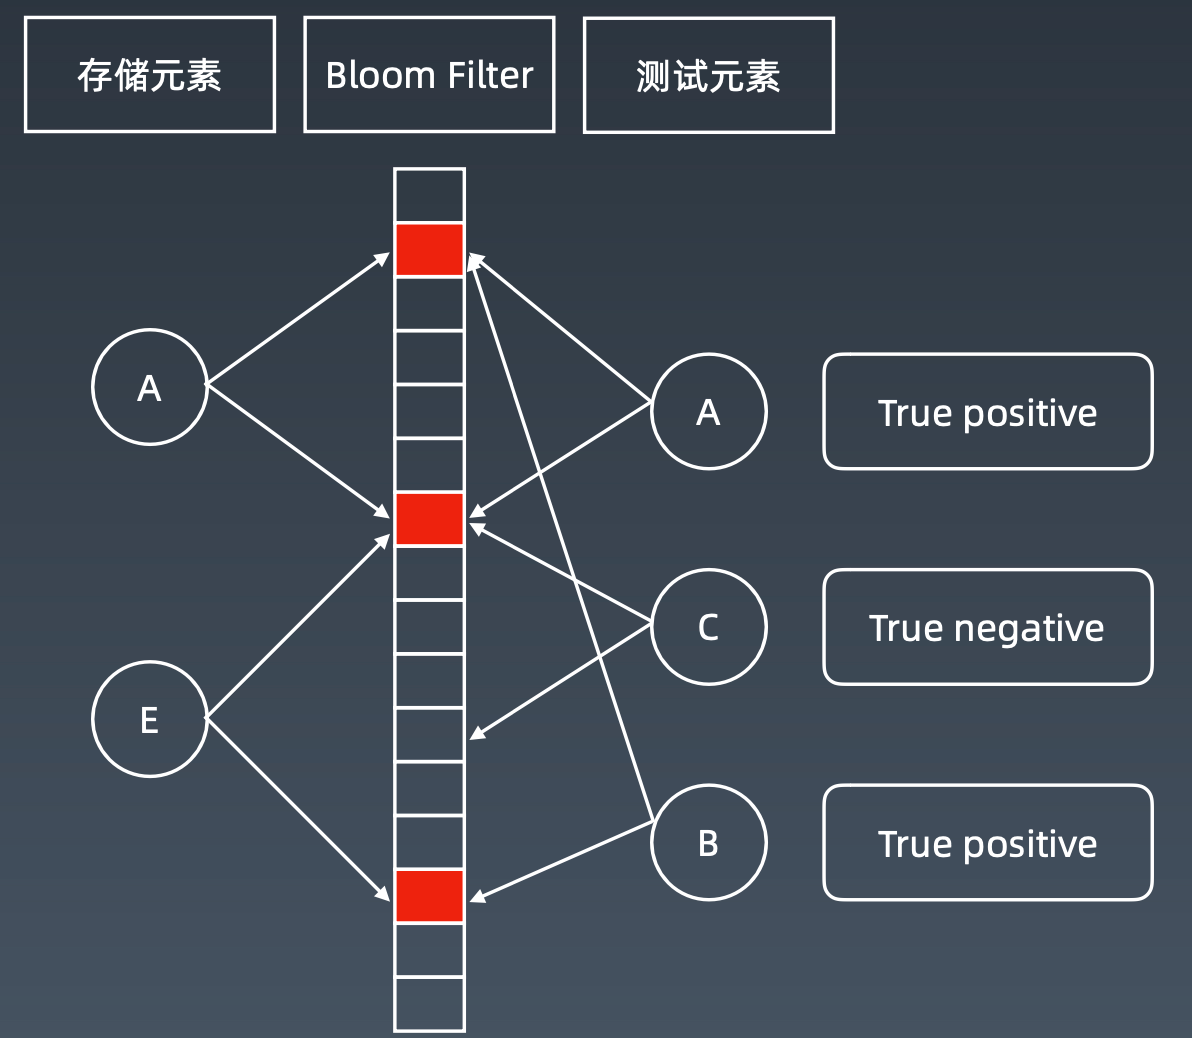 存储元素
Bloom Filter
测试元素
A
A
True positive
C
True negative
E
B
True positive